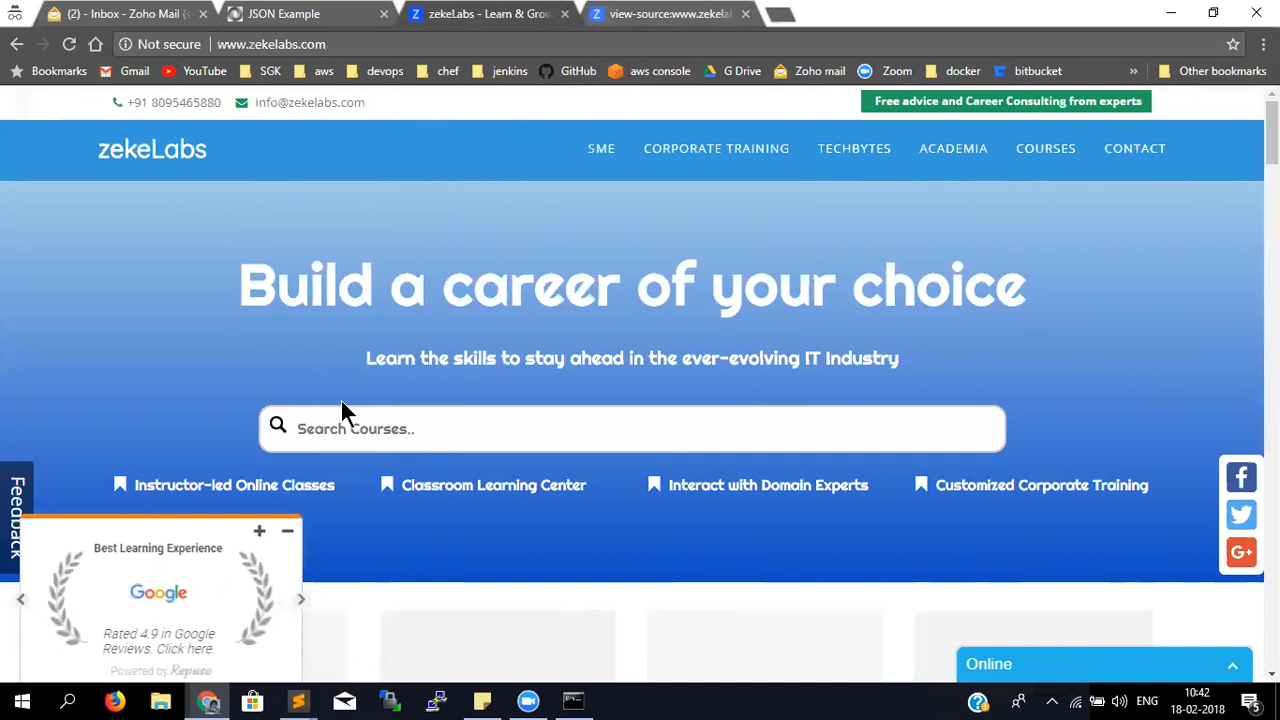 (2) - Inbox - Zoho Mail (s
JSON Example
zekeLabs - Learn & Grow
view-source:www.zekelab
Not secure
www.zekelabs.com
Bookmarks
Gmail
YouTube
SGK
aws
devops
chef
jenkins
GitHub
aws console
G Drive
Zoho mail
Zoom
docker
bitbucket
»
Other bookmarks
+91 8095465880
info@zekelabs.com
Free advice and Career Consulting from experts
zekeLabs
SME
CORPORATE TRAINING
TECHBYTES
ACADEMIA
COURSES
CONTACT
Build a career of your choice
Learn the skills to stay ahead in the ever-evolving IT Industry
Search Courses..
Instructor-led Online Classes
Classroom Learning Center
Interact with Domain Experts
Customized Corporate Training
Feedback
Best Learning Experience
Google
Rated 4.9 in Google
Reviews. Click here.
Powered by Repuso
G+
Online
ENG
10:42
18-02-2018
5